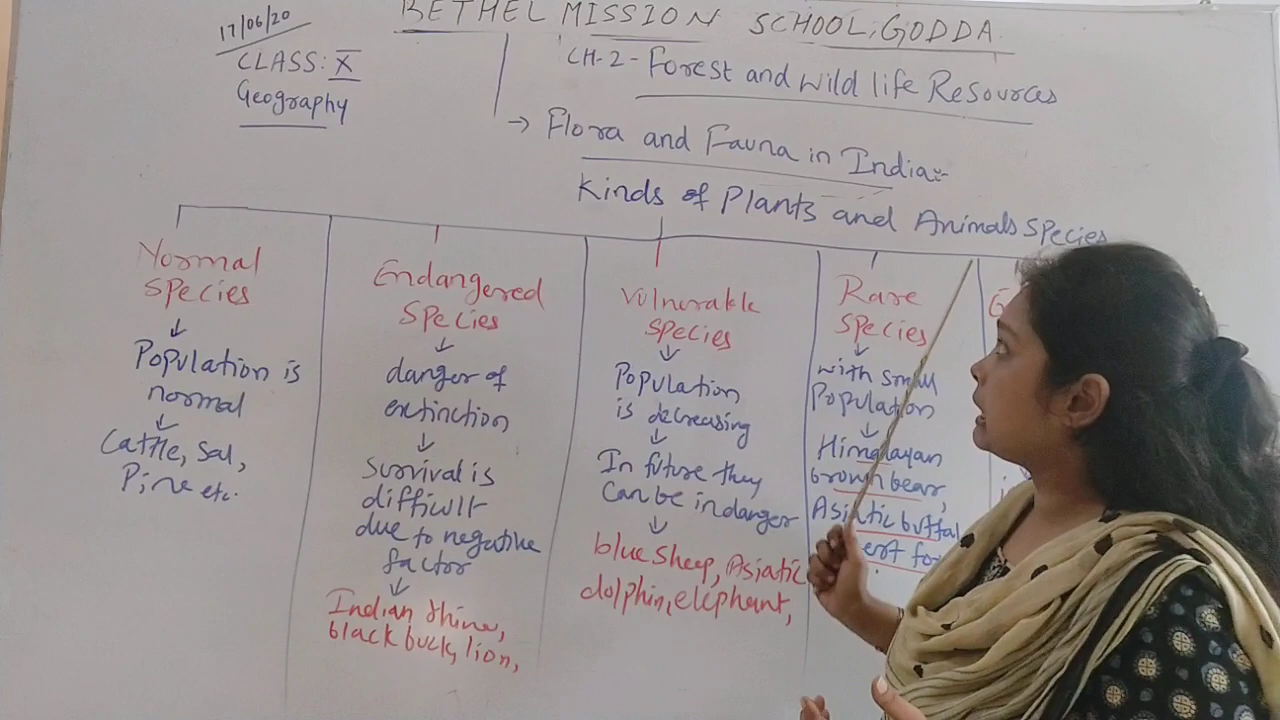 17/06/20
BETHEL MISSION SCHOOL, GODDA
CLASS: X
Geography
CH-2- Forest and wild life Resources
→ Flora and Fauna in India:-
Kinds of Plants and Animals Species
Normal
Species
↓
Population is
normal
↓
Cattle, Sal,
Pine etc.
Endangered
Species
↓
danger of
extinction
↓
Survival is
difficult
due to negative
factor
↓
Indian rhino,
black buck, lion,
Vulnerable
Species
↓
Population
is decreasing
↓
In future they
can be in danger
↓
blue sheep, Asiatic
dolphin, elephant,
Rare
Species
↓
with small
Population
↓
Himalayan
brown bear,
Asiatic buffal